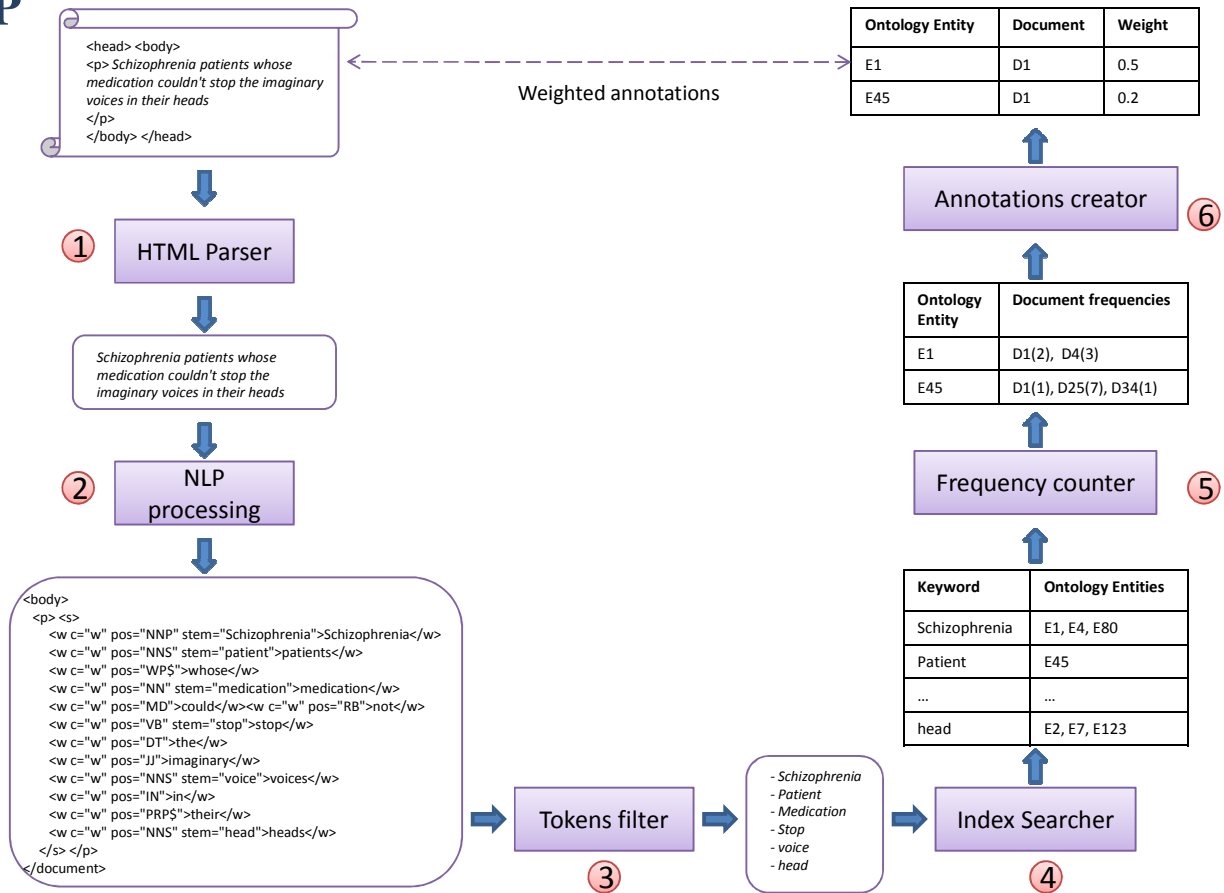 P
<head> <body>
<p> Schizophrenia patients whose
medication couldn't stop the imaginary
voices in their heads
</p>
</body> </head>
Weighted annotations
Ontology Entity Document Weight
E1 D1 0.5
E45 D1 0.2
1
HTML Parser
Schizophrenia patients whose
medication couldn't stop the
imaginary voices in their heads
2
NLP
processing
<body>
<p> <s>
<w c="w" pos="NNP" stem="Schizophrenia">Schizophrenia</w>
<w c="w" pos="NNS" stem="patient">patients</w>
<w c="w" pos="WP$">whose</w>
<w c="w" pos="NN" stem="medication">medication</w>
<w c="w" pos="MD">could</w><w c="w" pos="RB">not</w>
<w c="w" pos="VB" stem="stop">stop</w>
<w c="w" pos="DT">the</w>
<w c="w" pos="JJ">imaginary</w>
<w c="w" pos="NNS" stem="voice">voices</w>
<w c="w" pos="IN">in</w>
<w c="w" pos="PRP$">their</w>
<w c="w" pos="NNS" stem="head">heads</w>
</s> </p>
</document>
Tokens filter
3
- Schizophrenia
- Patient
- Medication
- Stop
- voice
- head
Index Searcher
4
Keyword Ontology Entities
Schizophrenia E1, E4, E80
Patient E45
... ...
head E2, E7, E123
Frequency counter
5
Ontology Document frequencies
Entity
E1 D1(2), D4(3)
E45 D1(1), D25(7), D34(1)
Annotations creator
6